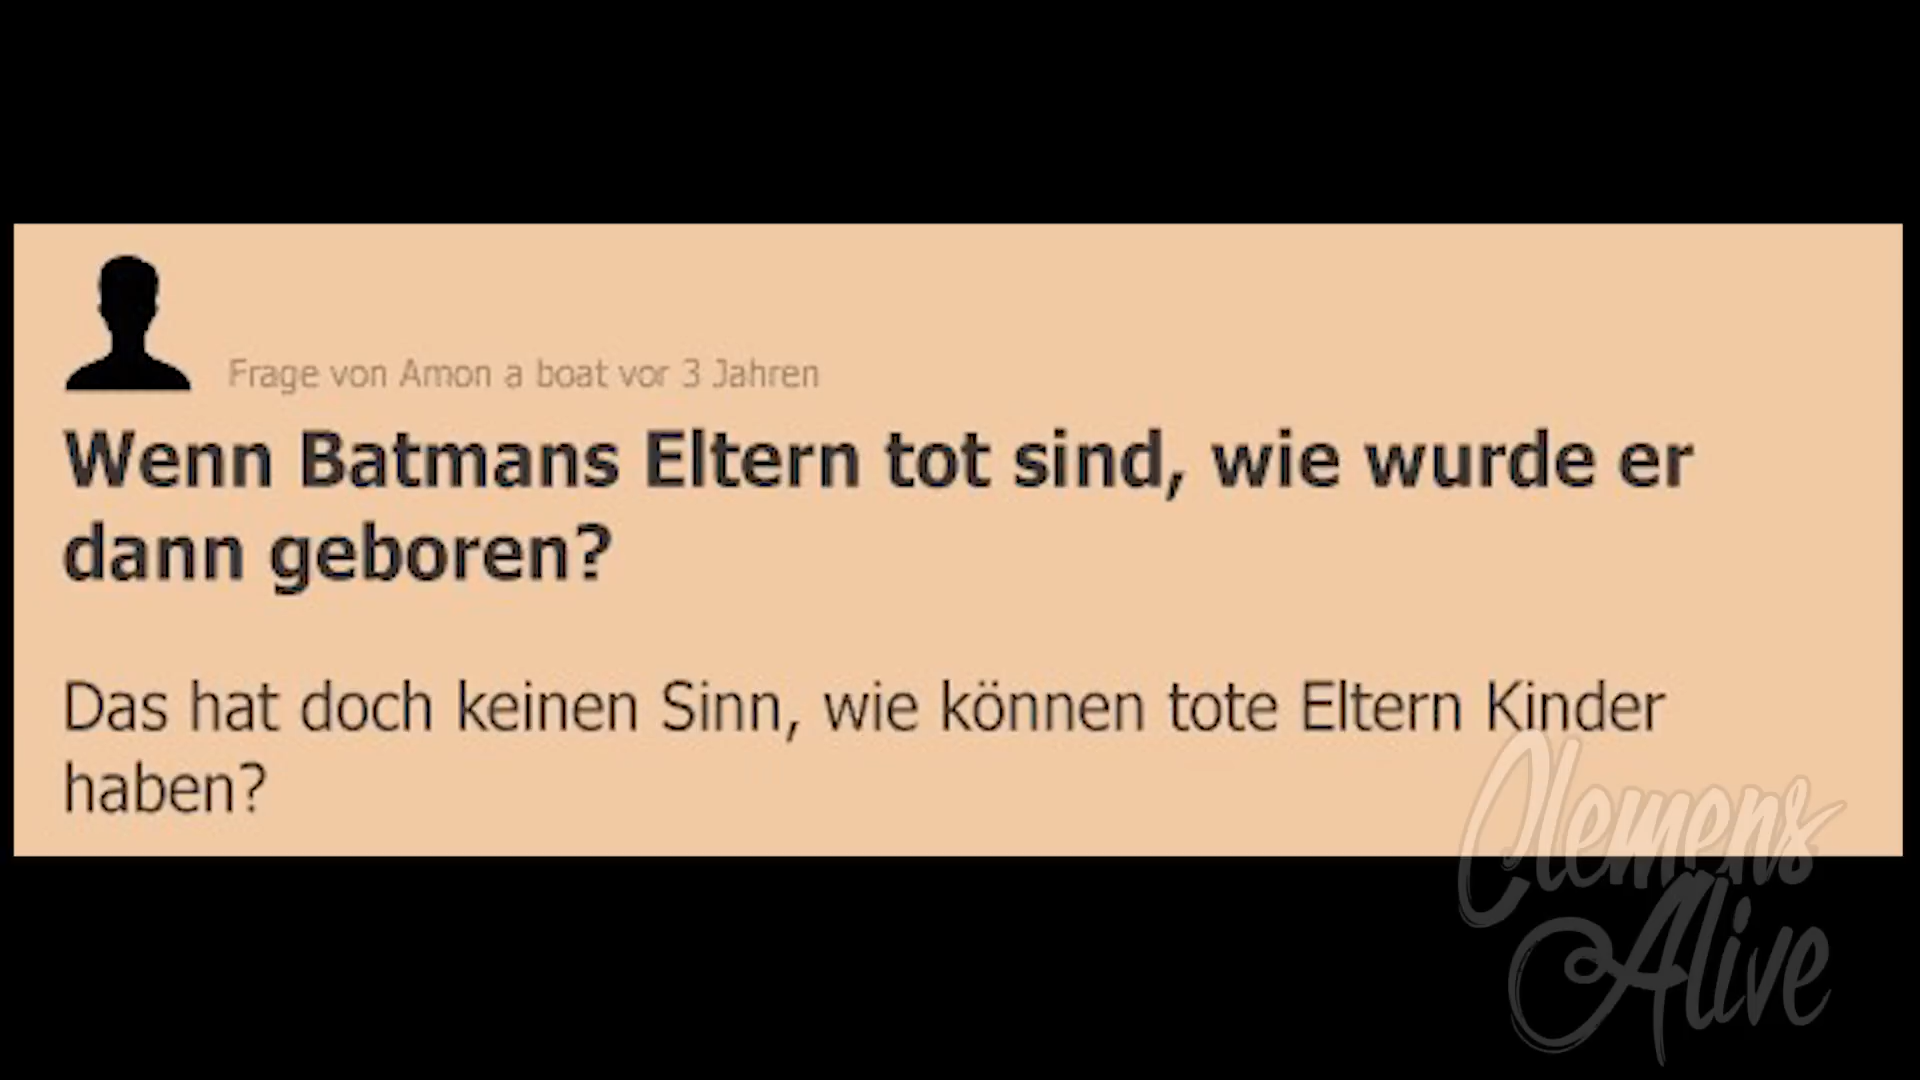 Frage von Amon a boat vor 3 Jahren
Wenn Batmans Eltern tot sind, wie wurde er
dann geboren?
Das hat doch keinen Sinn, wie können tote Eltern Kinder
haben?
Clemens
Alive